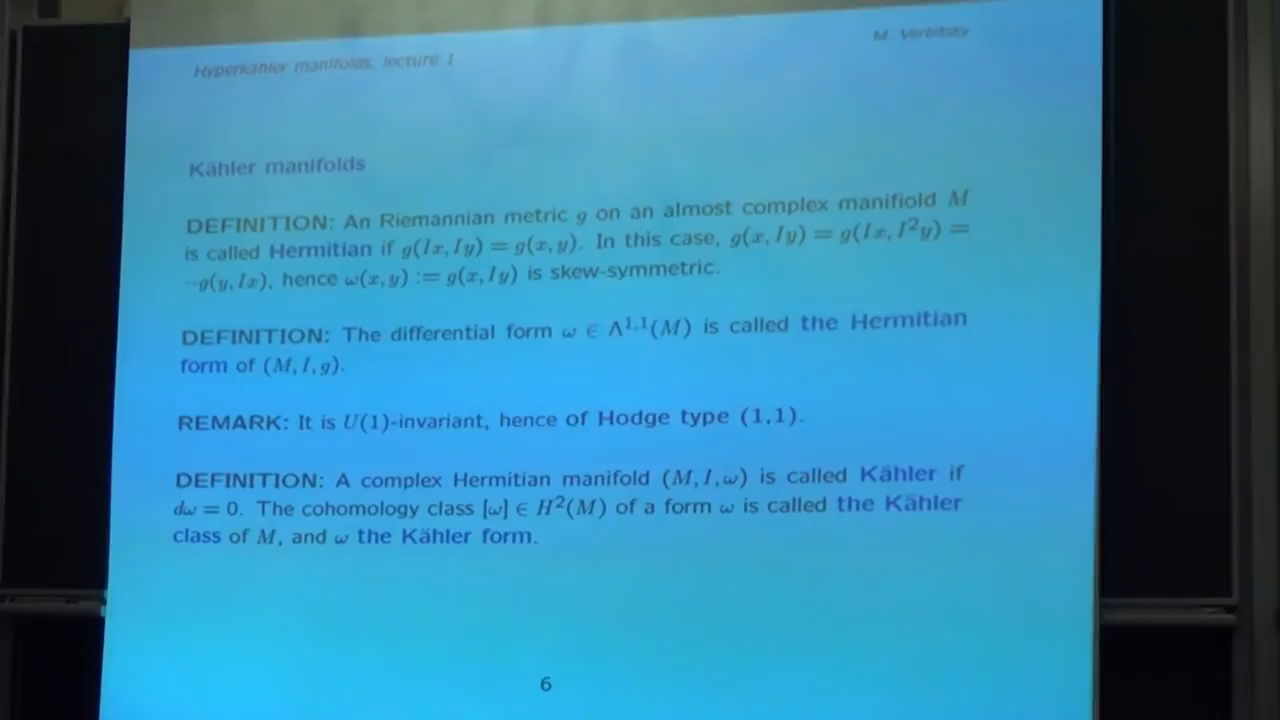 Hyperkähler manifolds, lecture 1
M. Verbitsky
Kähler manifolds
DEFINITION: An Riemannian metric g on an almost complex manifiold M
is called Hermitian if g(Ix, Iy) = g(x, y). In this case, g(x, Iy) = g(Ix, I²y) =
−g(y, Ix), hence ω(x, y) := g(x, Iy) is skew-symmetric.
DEFINITION: The differential form ω ∈ Λ¹,¹(M) is called the Hermitian
form of (M, I, g).
REMARK: It is U(1)-invariant, hence of Hodge type (1,1).
DEFINITION: A complex Hermitian manifold (M, I, ω) is called Kähler if
dω = 0. The cohomology class [ω] ∈ H²(M) of a form ω is called the Kähler
class of M, and ω the Kähler form.
6